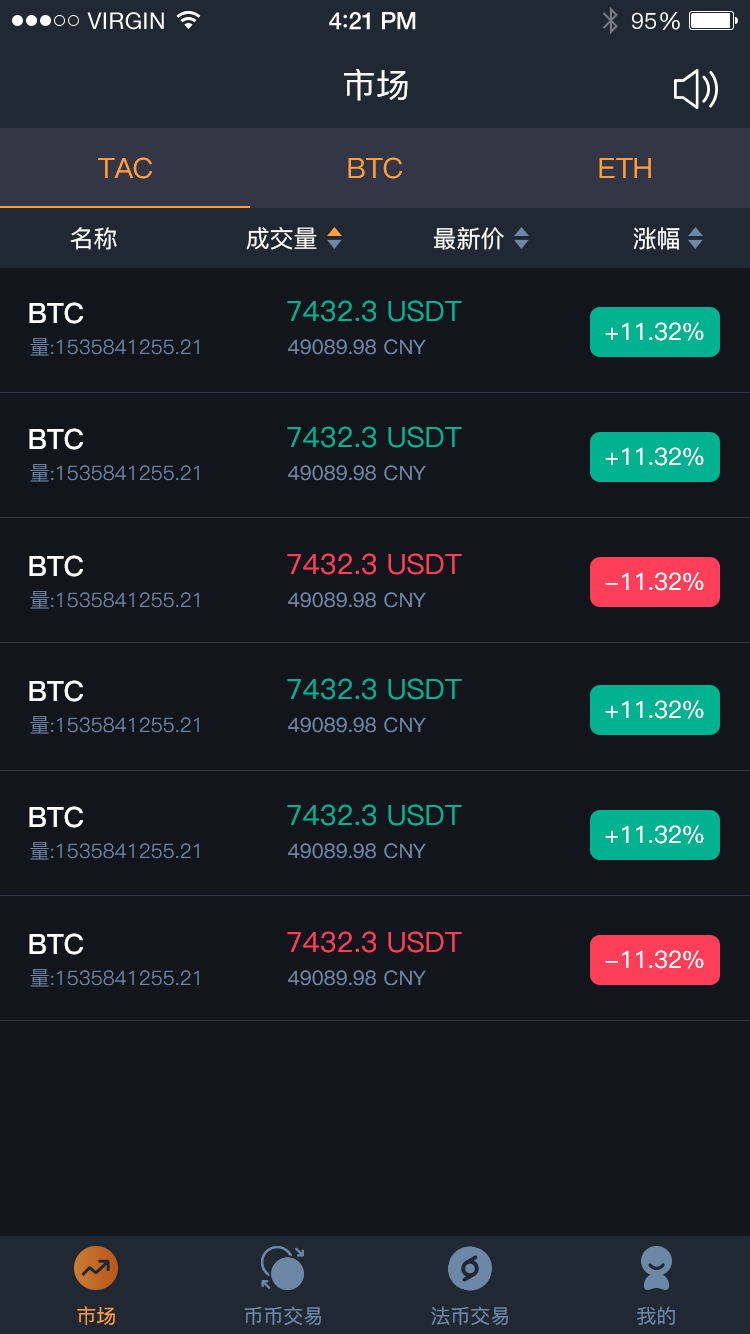 VIRGIN 4:21 PM 95%
市场
TAC BTC ETH
名称 成交量 最新价 涨幅
BTC 7432.3 USDT +11.32%
量:1535841255.21 49089.98 CNY
BTC 7432.3 USDT +11.32%
量:1535841255.21 49089.98 CNY
BTC 7432.3 USDT −11.32%
量:1535841255.21 49089.98 CNY
BTC 7432.3 USDT +11.32%
量:1535841255.21 49089.98 CNY
BTC 7432.3 USDT +11.32%
量:1535841255.21 49089.98 CNY
BTC 7432.3 USDT −11.32%
量:1535841255.21 49089.98 CNY
市场 币币交易 法币交易 我的